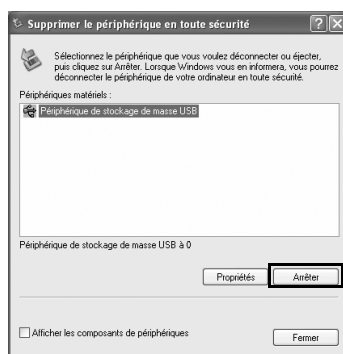 Supprimer le périphérique en toute sécurité
Sélectionnez le périphérique que vous voulez déconnecter ou éjecter,
puis cliquez sur Arrêter. Lorsque Windows vous en informera, vous pourrez
déconnecter le périphérique de votre ordinateur en toute sécurité.
Périphériques matériels :
Périphérique de stockage de masse USB
Périphérique de stockage de masse USB à 0
Propriétés Arrêter
Afficher les composants de périphériques
Fermer